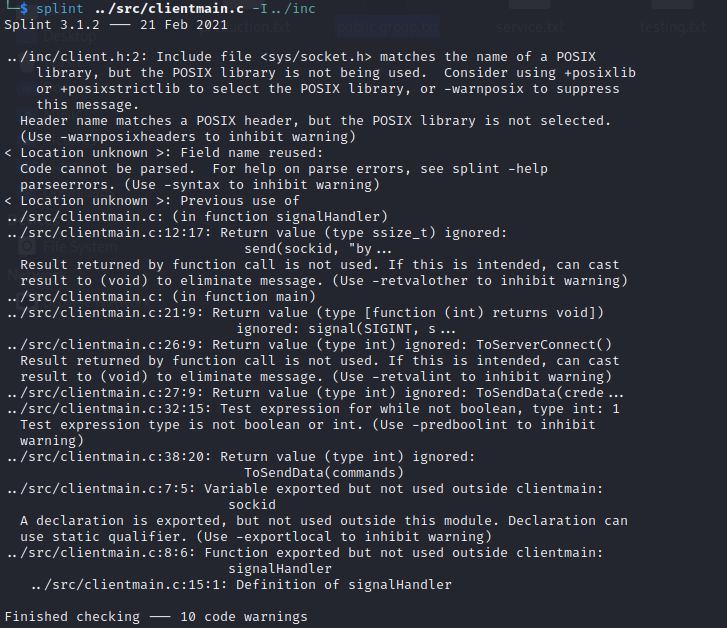 └─$ splint ../src/clientmain.c -I../inc
Splint 3.1.2 --- 21 Feb 2021
../inc/client.h:2: Include file <sys/socket.h> matches the name of a POSIX
library, but the POSIX library is not being used.  Consider using +posixlib
or +posixstrictlib to select the POSIX library, or -warnposix to suppress
this message.
Header name matches a POSIX header, but the POSIX library is not selected.
(Use -warnposixheaders to inhibit warning)
< Location unknown >: Field name reused:
Code cannot be parsed.  For help on parse errors, see splint -help
parseerrors. (Use -syntax to inhibit warning)
< Location unknown >: Previous use of
../src/clientmain.c: (in function signalHandler)
../src/clientmain.c:12:17: Return value (type ssize_t) ignored:
send(sockid, "by...
Result returned by function call is not used. If this is intended, can cast
result to (void) to eliminate message. (Use -retvalother to inhibit warning)
../src/clientmain.c: (in function main)
../src/clientmain.c:21:9: Return value (type [function (int) returns void])
ignored: signal(SIGINT, s...
../src/clientmain.c:26:9: Return value (type int) ignored: ToServerConnect()
Result returned by function call is not used. If this is intended, can cast
result to (void) to eliminate message. (Use -retvalint to inhibit warning)
../src/clientmain.c:27:9: Return value (type int) ignored: ToSendData(crede...
../src/clientmain.c:32:15: Test expression for while not boolean, type int: 1
Test expression type is not boolean or int. (Use -predboolint to inhibit
warning)
../src/clientmain.c:38:20: Return value (type int) ignored:
ToSendData(commands)
../src/clientmain.c:7:5: Variable exported but not used outside clientmain:
sockid
A declaration is exported, but not used outside this module. Declaration can
use static qualifier. (Use -exportlocal to inhibit warning)
../src/clientmain.c:8:6: Function exported but not used outside clientmain:
signalHandler
../src/clientmain.c:15:1: Definition of signalHandler
Finished checking --- 10 code warnings